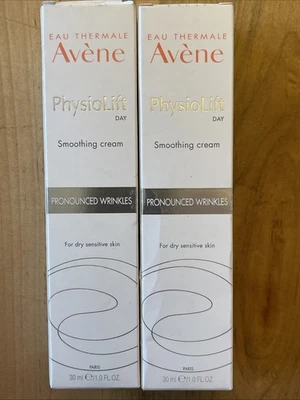 EAU THERMALE
Avène
PhysioLift
DAY
Smoothing cream
PRONOUNCED WRINKLES
For dry sensitive skin
PARIS
30 ml℮/1.0 FL.OZ.
EAU THERMALE
Avène
PhysioLift
DAY
Smoothing cream
PRONOUNCED WRINKLES
For dry sensitive skin
PARIS
30 ml℮/1.0 FL.OZ.